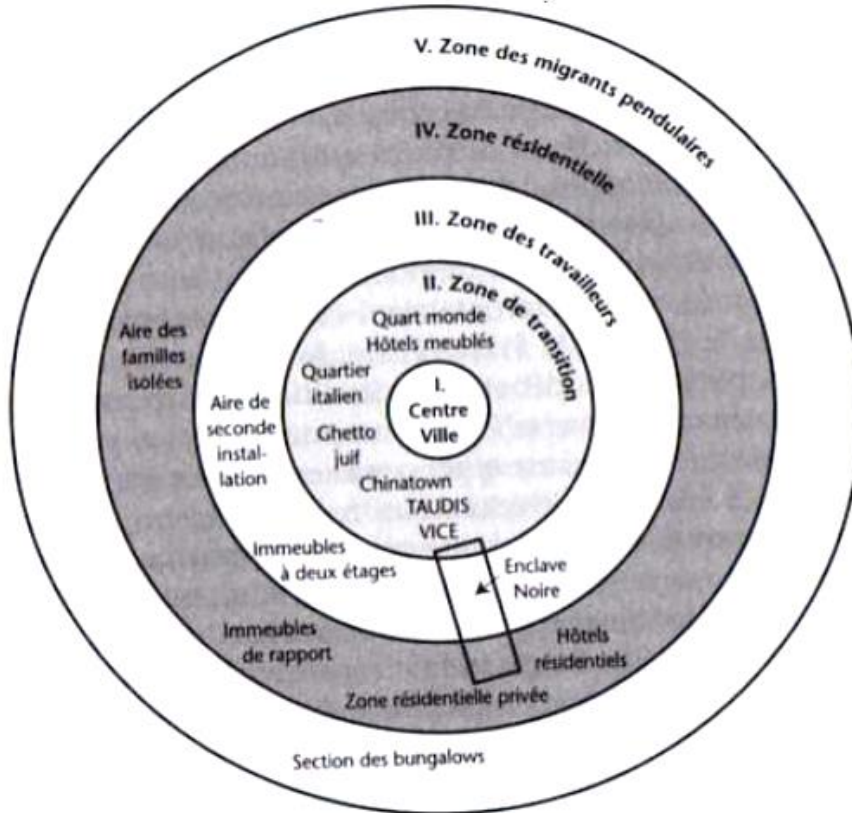 V. Zone des migrants pendulaires
IV. Zone résidentielle
III. Zone des travailleurs
II. Zone de transition
Quart monde
Hôtels meublés
Quartier
italien
I.
Centre
Ville
Ghetto
juif
Chinatown
TAUDIS
VICE
Aire des
familles
isolées
Aire de
seconde
instal-
lation
Immeubles
à deux étages
Enclave
Noire
Immeubles
de rapport
Hôtels
résidentiels
Zone résidentielle privée
Section des bungalows